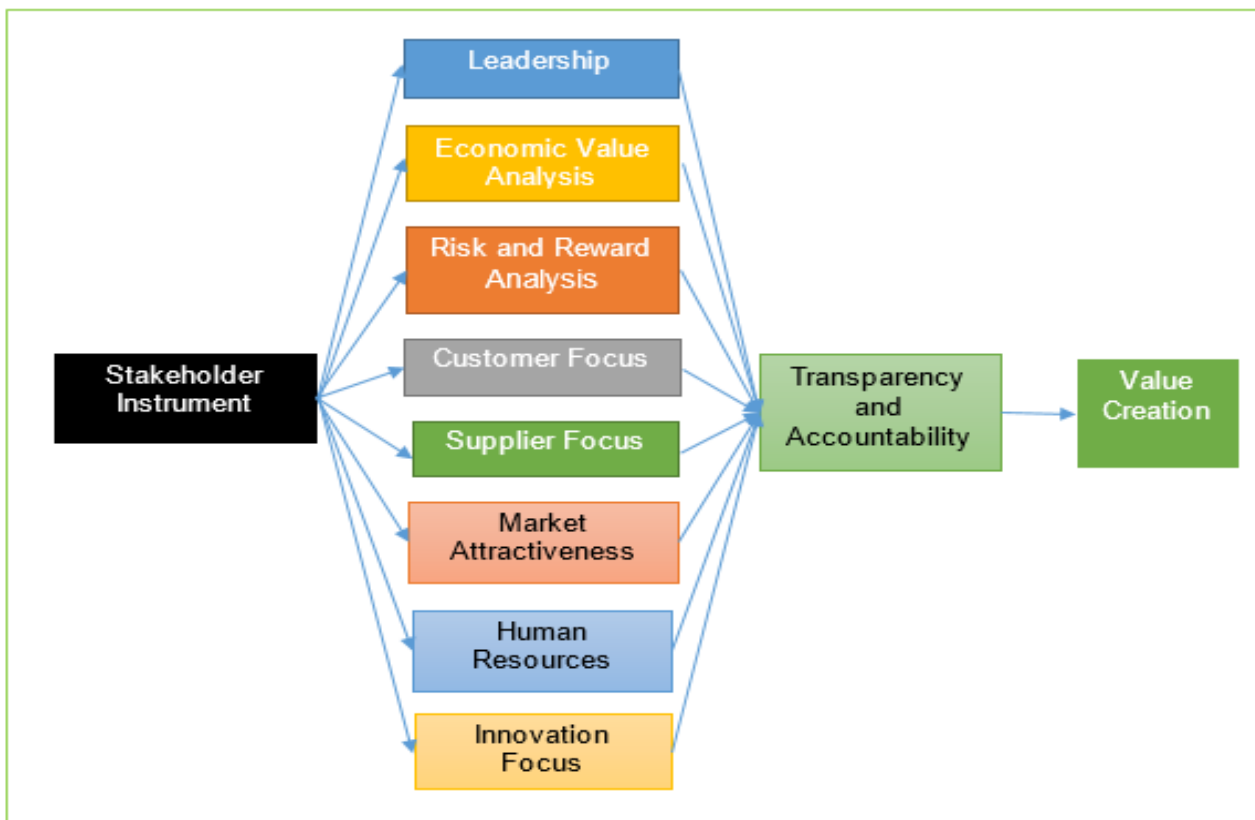 Leadership
Economic Value
Analysis
Risk and Reward
Analysis
Customer Focus
Stakeholder
Instrument
Transparency
and
Accountability
Value
Creation
Supplier Focus
Market
Attractiveness
Human
Resources
Innovation
Focus